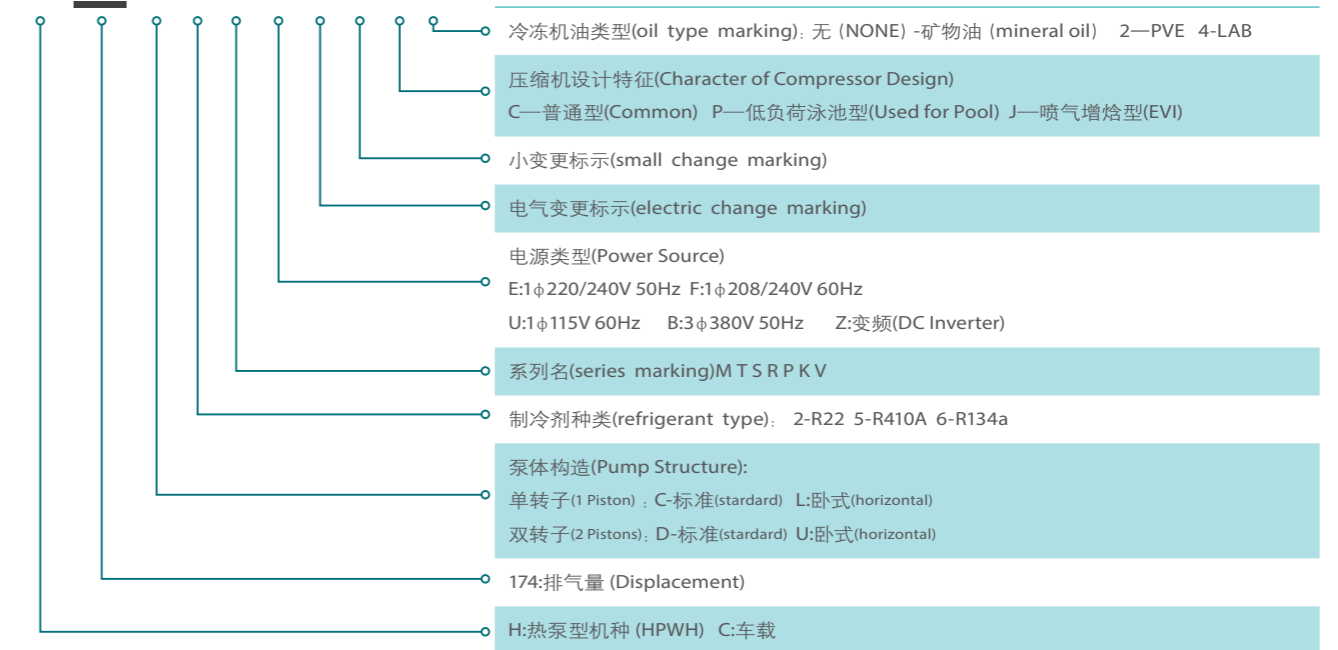 冷冻机油类型(oil type marking): 无 (NONE) -矿物油 (mineral oil) 2—PVE 4-LAB
压缩机设计特征(Character of Compressor Design)
C—普通型(Common) P—低负荷泳池型(Used for Pool) J—喷气增焓型(EVI)
小变更标示(small change marking)
电气变更标示(electric change marking)
电源类型(Power Source)
E:1ϕ220/240V 50Hz F:1ϕ208/240V 60Hz
U:1ϕ115V 60Hz B:3ϕ380V 50Hz Z:变频(DC Inverter)
系列名(series marking)M T S R P K V
制冷剂种类(refrigerant type): 2-R22 5-R410A 6-R134a
泵体构造(Pump Structure):
单转子(1 Piston) : C-标准(stardard) L:卧式(horizontal)
双转子(2 Pistons): D-标准(stardard) U:卧式(horizontal)
174:排气量 (Displacement)
H:热泵型机种 (HPWH) C:车载